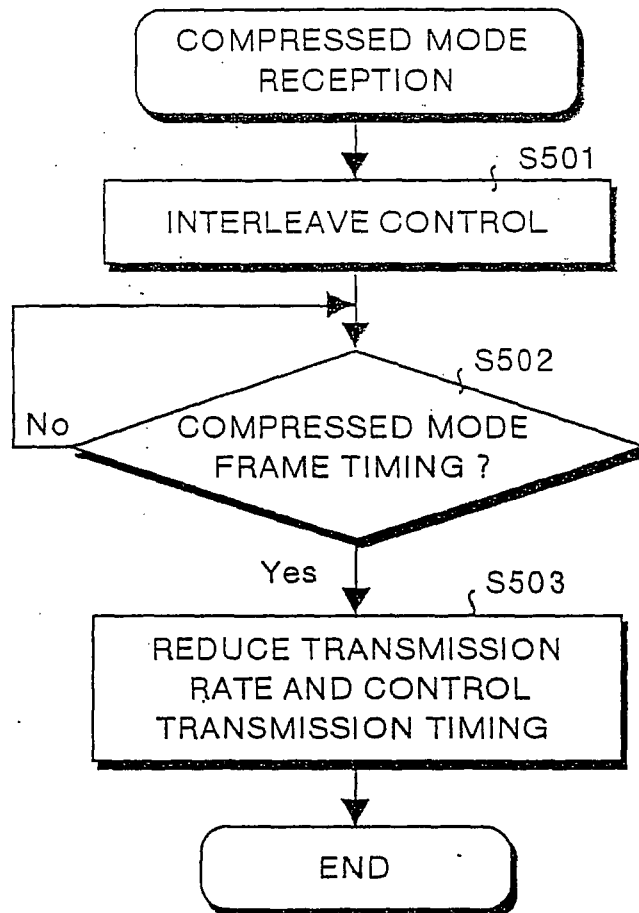 COMPRESSED MODE
RECEPTION
S501
INTERLEAVE CONTROL
S502
No
COMPRESSED MODE
FRAME TIMING ?
Yes
S503
REDUCE TRANSMISSION
RATE AND CONTROL
TRANSMISSION TIMING
END